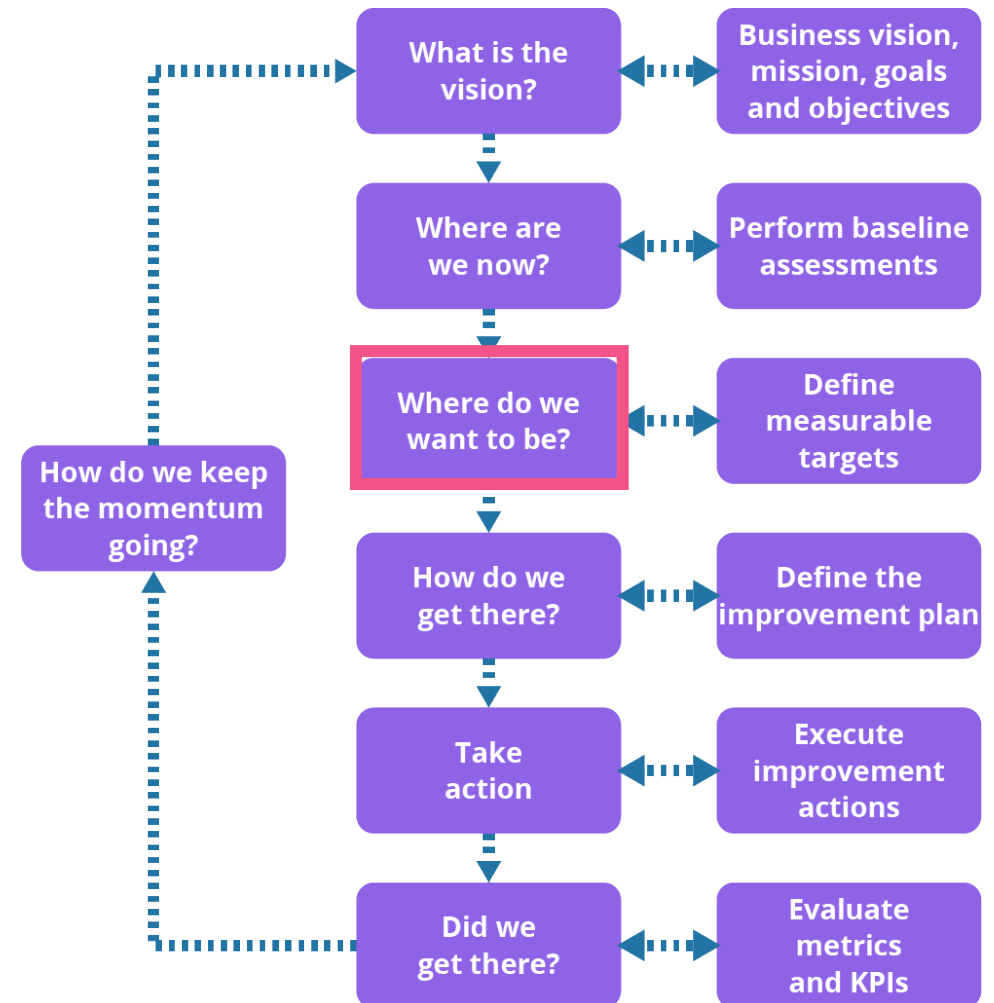 What is the
vision?
Business vision,
mission, goals
and objectives
Where are
we now?
Perform baseline
assessments
Where do we
want to be?
Define
measurable
targets
How do we keep
the momentum
going?
How do we
get there?
Define the
improvement plan
Take
action
Execute
improvement
actions
Did we
get there?
Evaluate
metrics
and KPIs